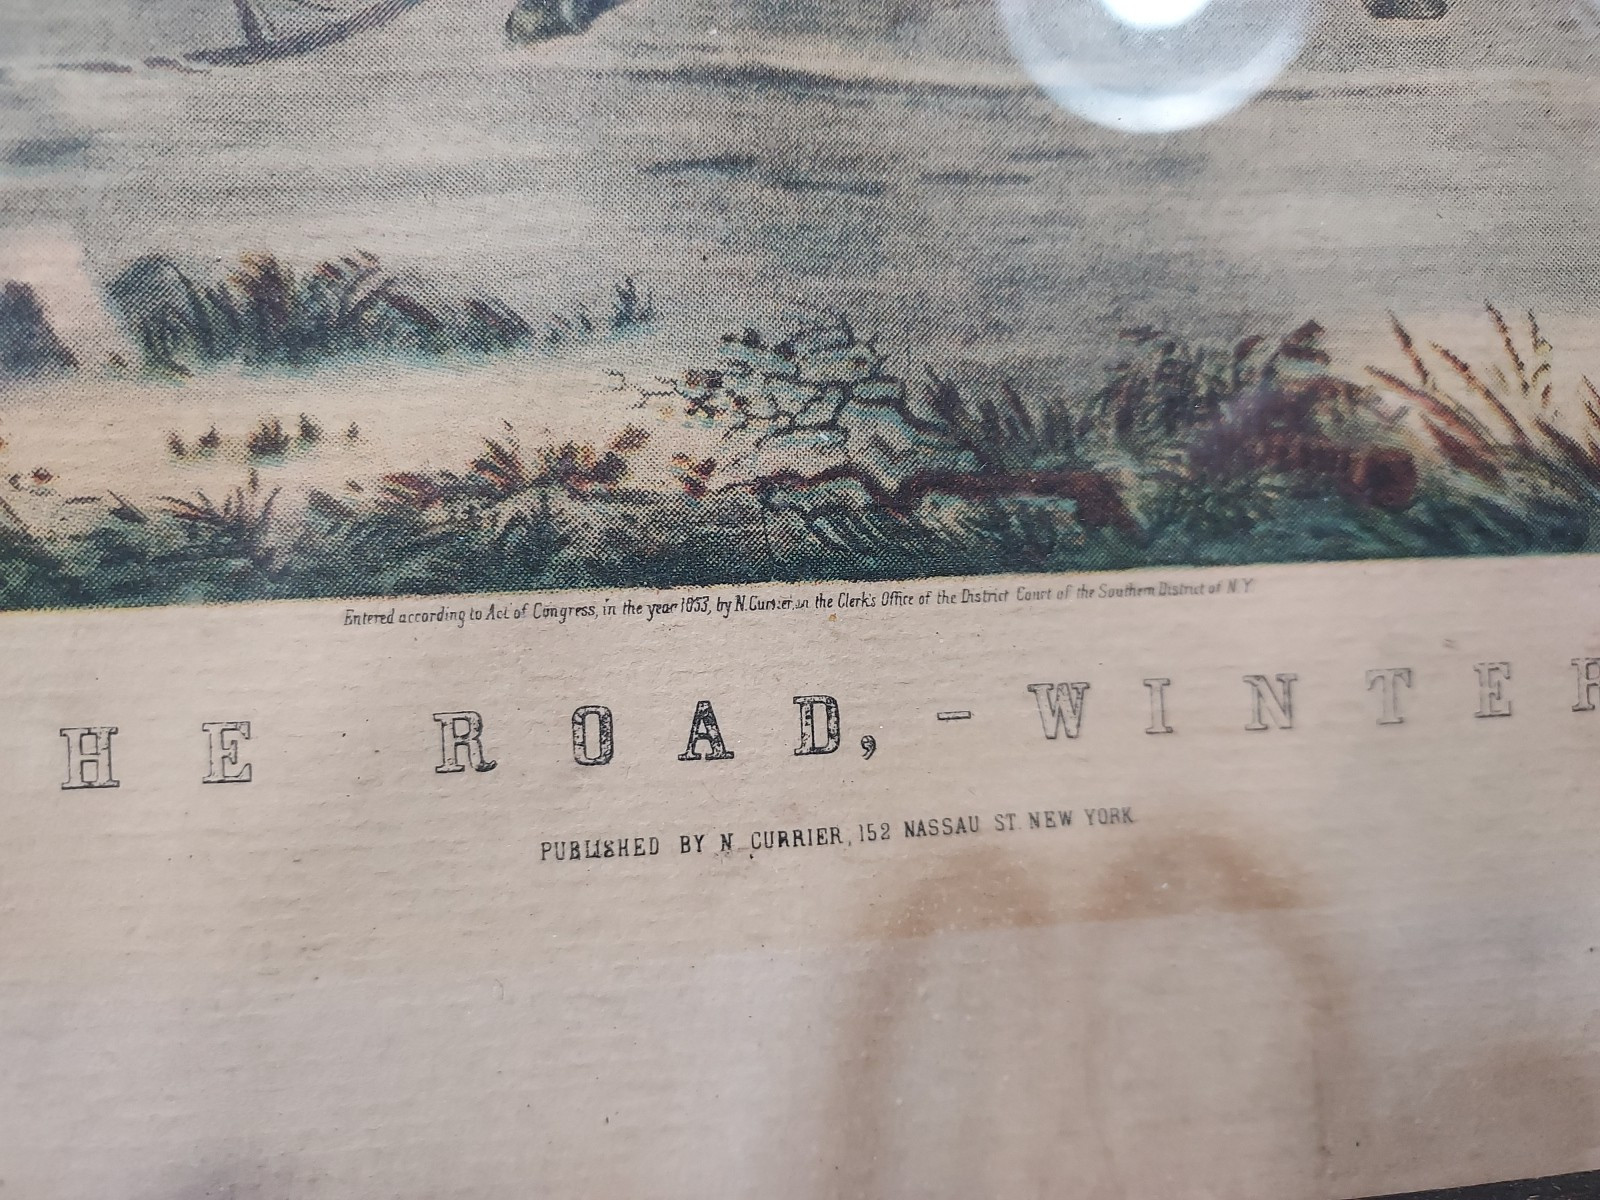 Entered according to Act of Congress, in the year 1853, by N. Currier, in the Clerk's Office of the District Court of the Southern District of N.Y
HE ROAD,-WINTER
PUBLISHED BY N CURRIER, 152 NASSAU ST. NEW YORK